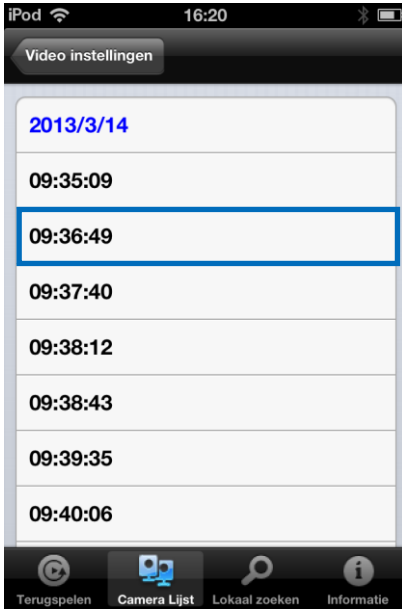 iPod 16:20
Video instellingen
2013/3/14
09:35:09
09:36:49
09:37:40
09:38:12
09:38:43
09:39:35
09:40:06
Terugspelen Camera Lijst Lokaal zoeken Informatie